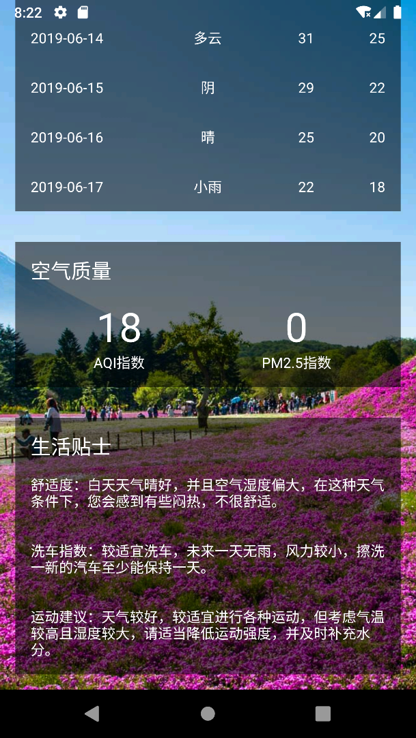 8:22
2019-06-14 多云 31 25
2019-06-15 阴 29 22
2019-06-16 晴 25 20
2019-06-17 小雨 22 18
空气质量
18 0
AQI指数 PM2.5指数
生活贴士
舒适度：白天天气晴好，并且空气湿度偏大，在这种天气
条件下，您会感到有些闷热，不很舒适。
洗车指数：较适宜洗车，未来一天无雨，风力较小，擦洗
一新的汽车至少能保持一天。
运动建议：天气较好，较适宜进行各种运动，但考虑气温
较高且湿度较大，请适当降低运动强度，并及时补充水
分。